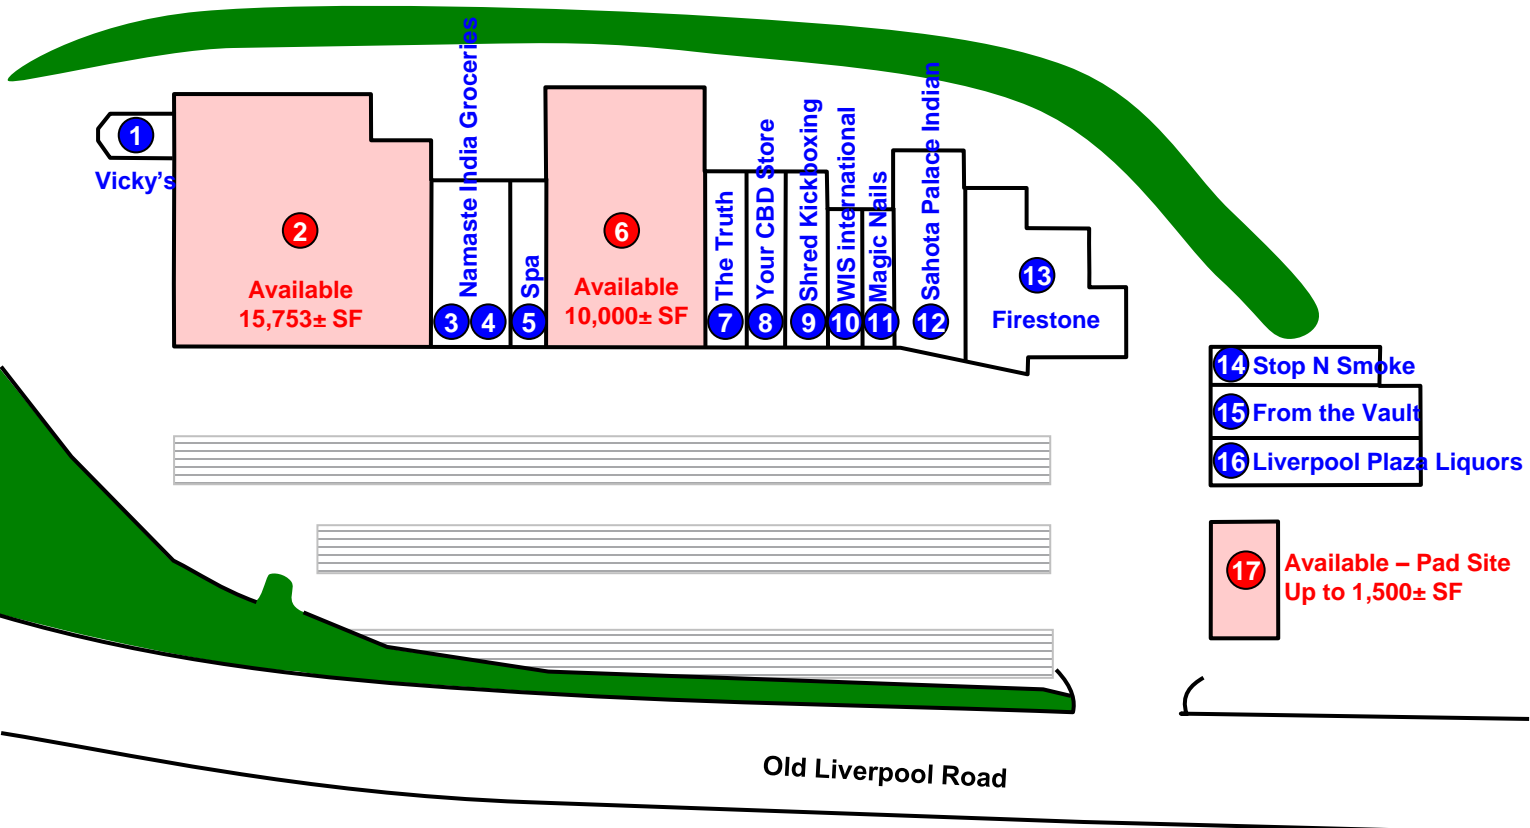 1
Vicky's
2
Available
15,753± SF
Namaste India Groceries
3
4
Spa
5
6
Available
10,000± SF
The Truth
7
Your CBD Store
8
Shred Kickboxing
9
WIS international
10
Magic Nails
11
Sahota Palace Indian
12
13
Firestone
14 Stop N Smoke
15 From the Vault
16 Liverpool Plaza Liquors
17
Available – Pad Site
Up to 1,500± SF
Old Liverpool Road